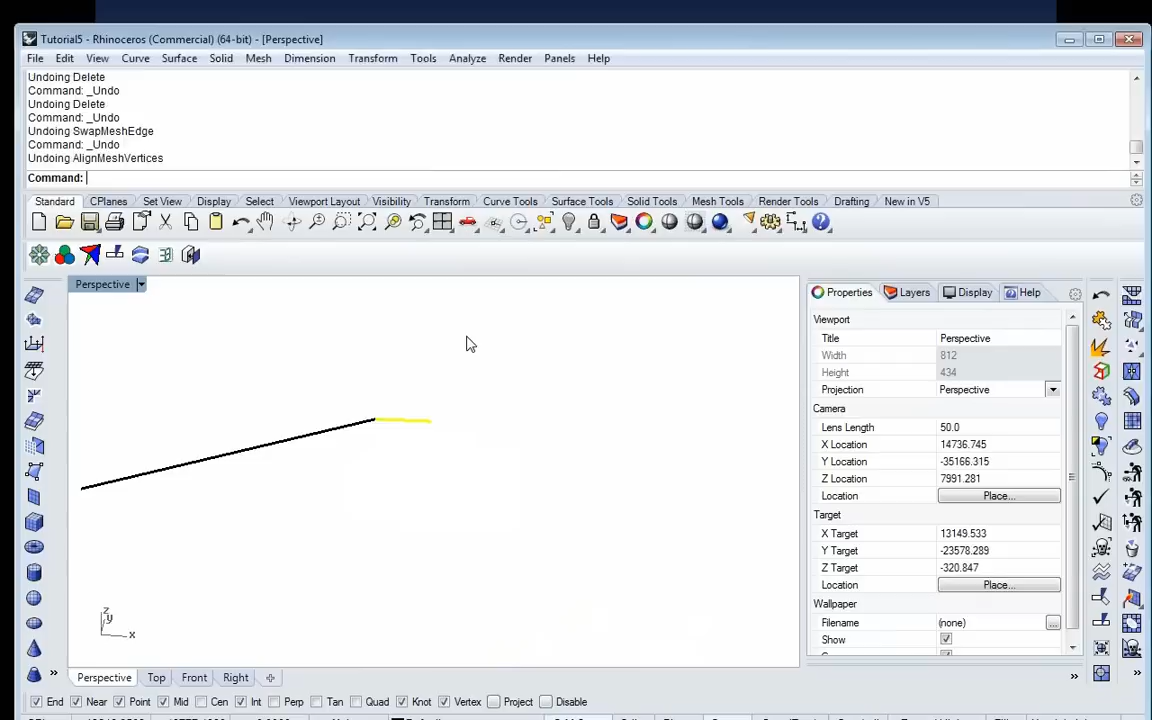 Tutorial5 - Rhinoceros (Commercial) (64-bit) - [Perspective]
File Edit View Curve Surface Solid Mesh Dimension Transform Tools Analyze Render Panels Help
Undoing Delete
Command: _Undo
Undoing Delete
Command: _Undo
Undoing SwapMeshEdge
Command: _Undo
Undoing AlignMeshVertices
Command:
Standard CPlanes Set View Display Select Viewport Layout Visibility Transform Curve Tools Surface Tools Solid Tools Mesh Tools Render Tools Drafting New in V5
Perspective
Properties Layers Display Help
Viewport
Title Perspective
Width 812
Height 434
Projection Perspective
Camera
Lens Length 50.0
X Location 14736.745
Y Location -35166.315
Z Location 7991.281
Location Place...
Target
X Target 13149.533
Y Target -23578.289
Z Target -320.847
Location Place...
Wallpaper
Filename (none) ...
Show
z
y
x
Perspective Top Front Right
End Near Point Mid Cen Int Perp Tan Quad Knot Vertex Project Disable